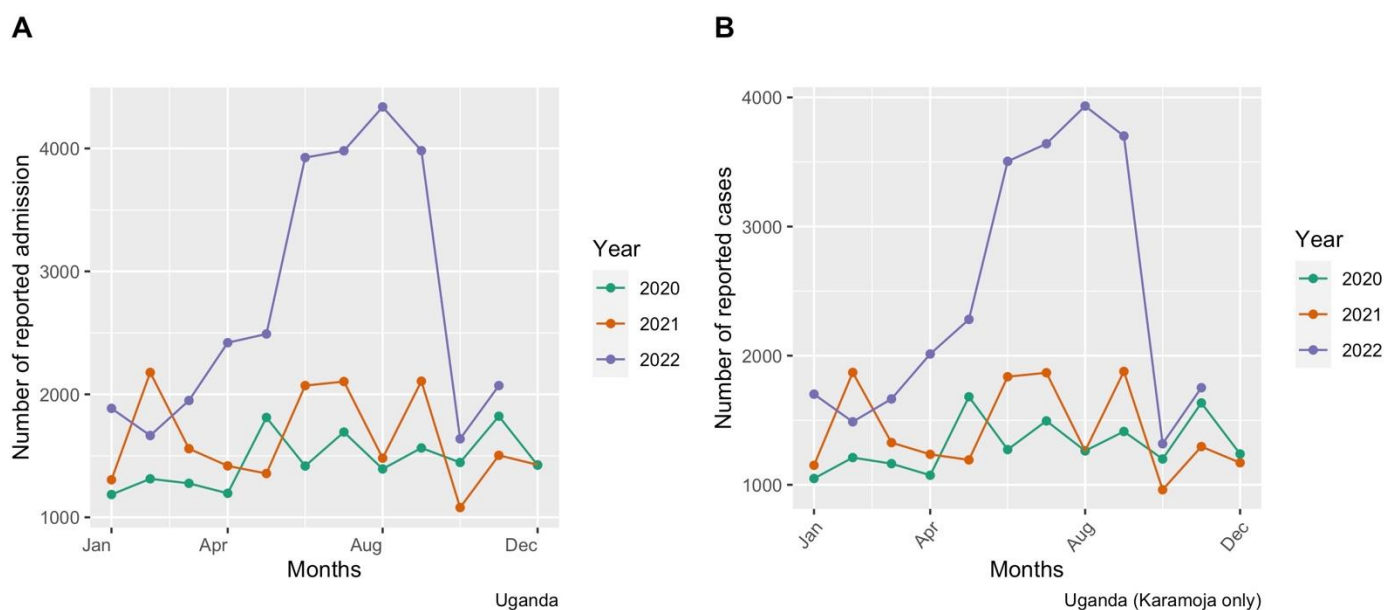 A
Number of reported admission
4000
3000
2000
1000
Jan
Apr
Aug
Dec
Months
Uganda
Year
2020
2021
2022
B
Number of reported cases
4000
3000
2000
1000
Jan
Apr
Aug
Dec
Months
Uganda (Karamoja only)
Year
2020
2021
2022